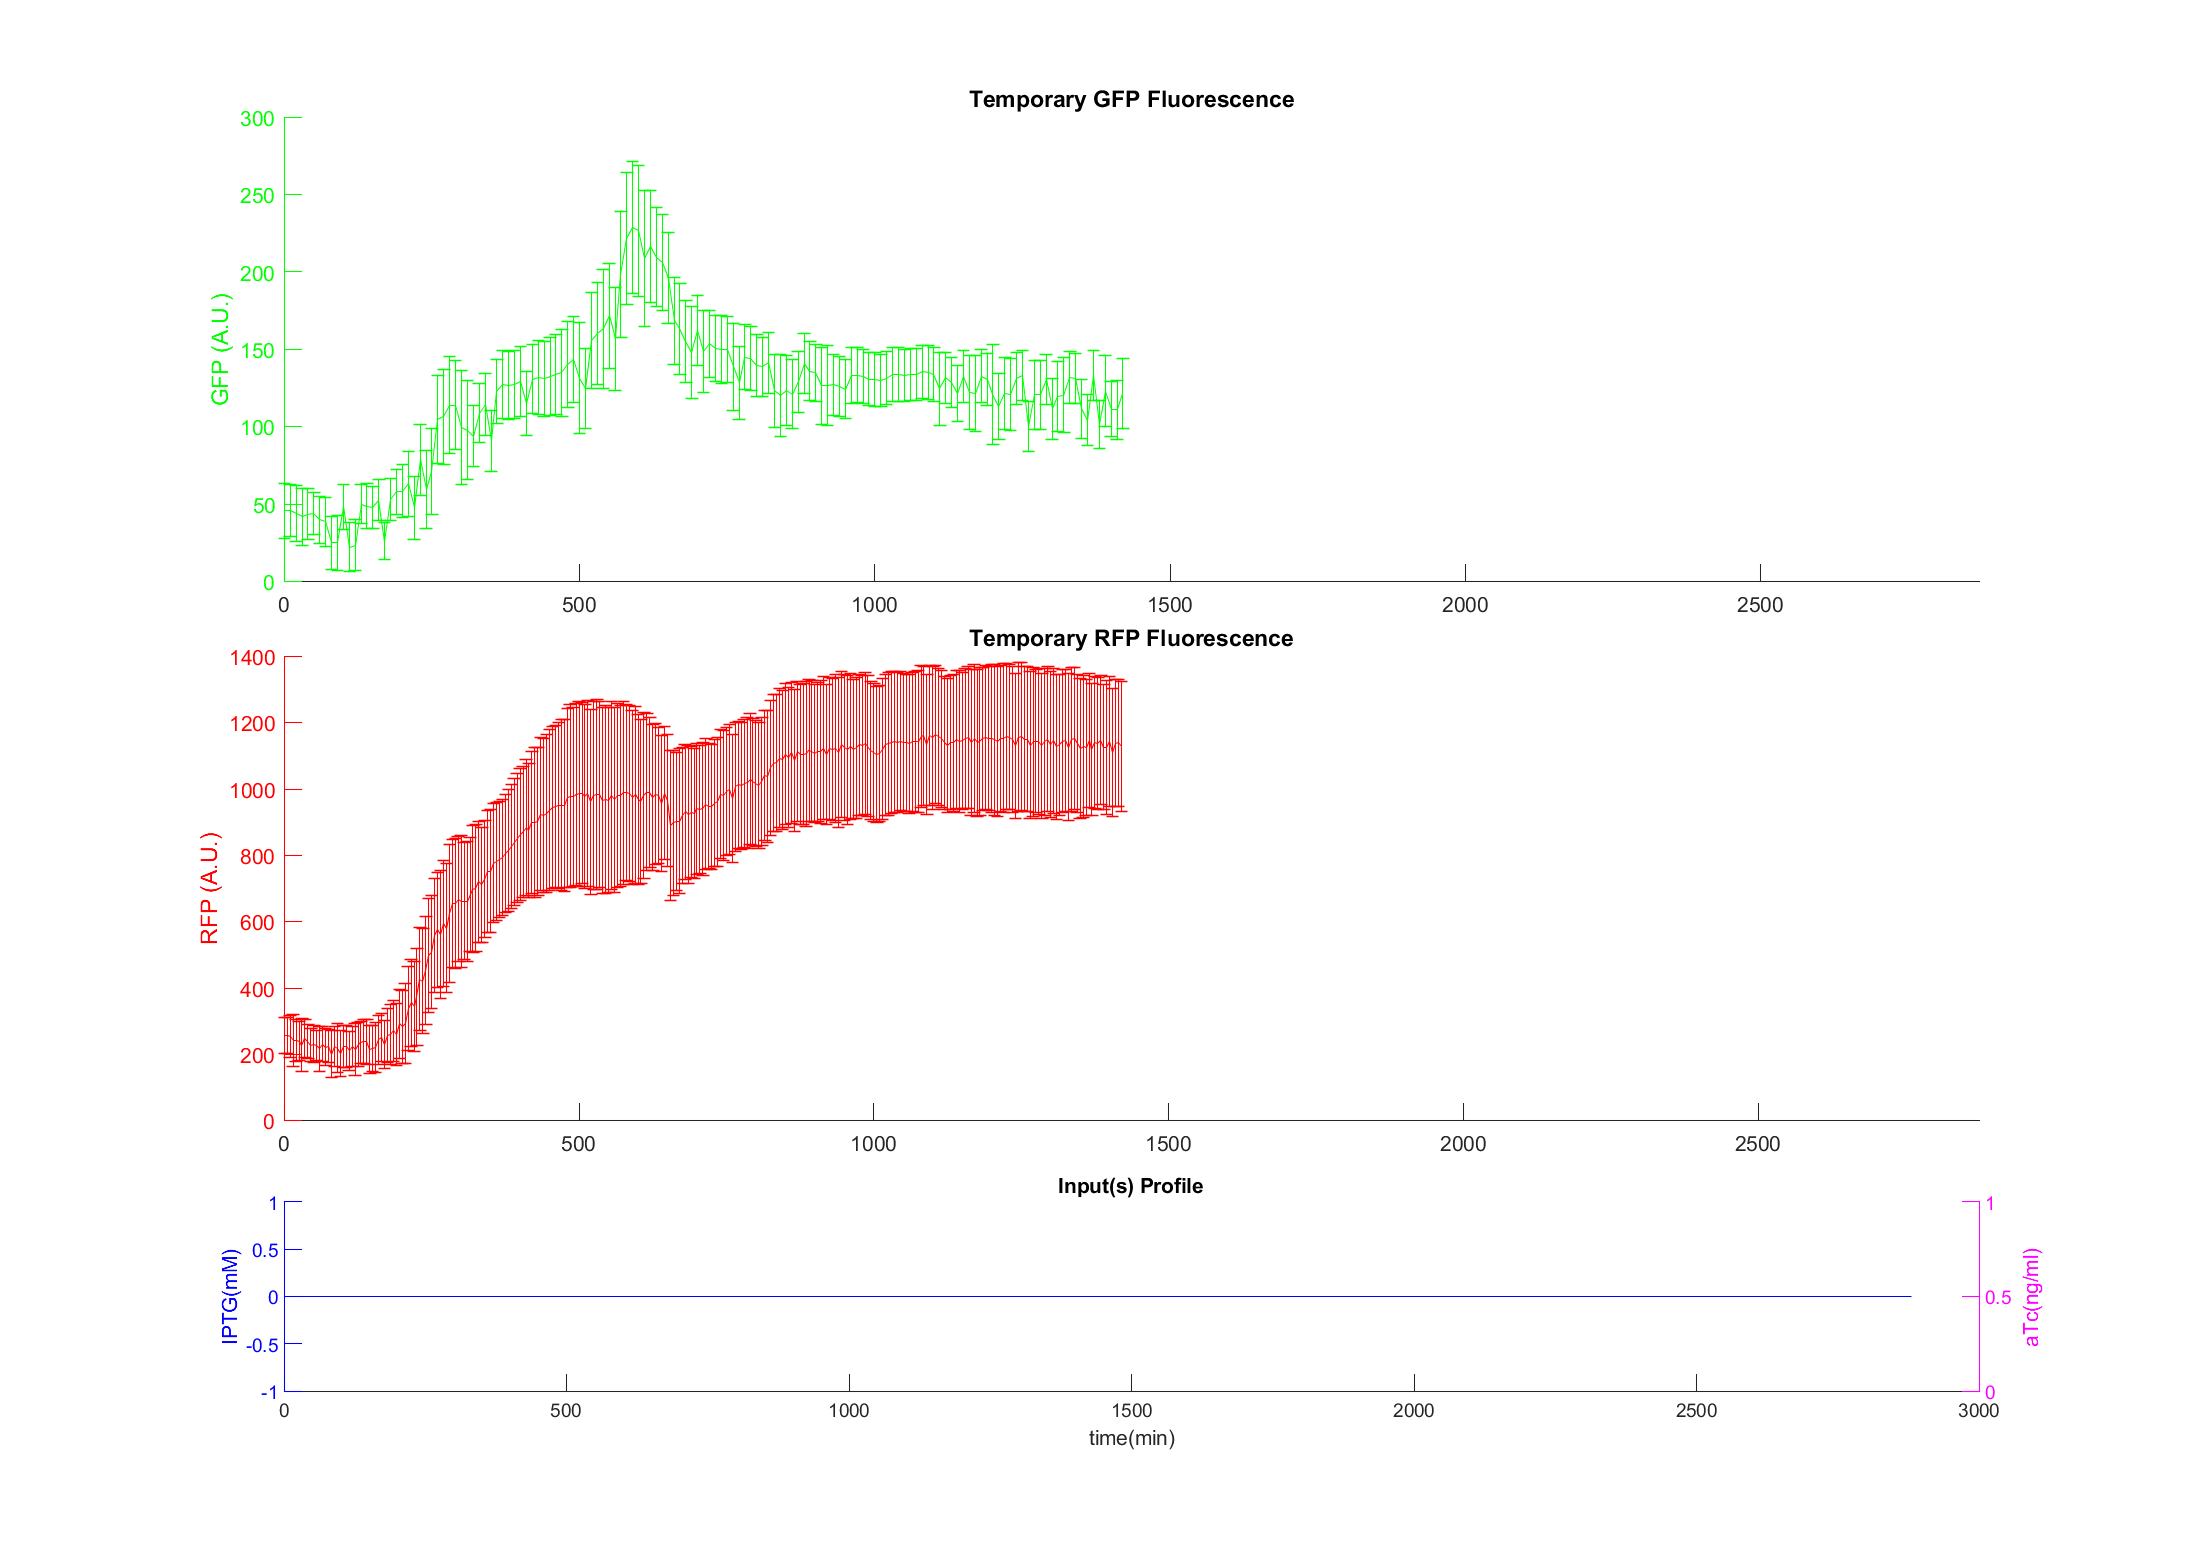 Temporary GFP Fluorescence
300
250
200
150
100
50
0
GFP (A.U.)
0 500 1000 1500 2000 2500
Temporary RFP Fluorescence
1400
1200
1000
800
600
400
200
0
RFP (A.U.)
0 500 1000 1500 2000 2500
Input(s) Profile
1
0.5
0
-0.5
-1
IPTG(mM)
1
0.5
0
aTc(ng/ml)
0 500 1000 1500 2000 2500 3000
time(min)